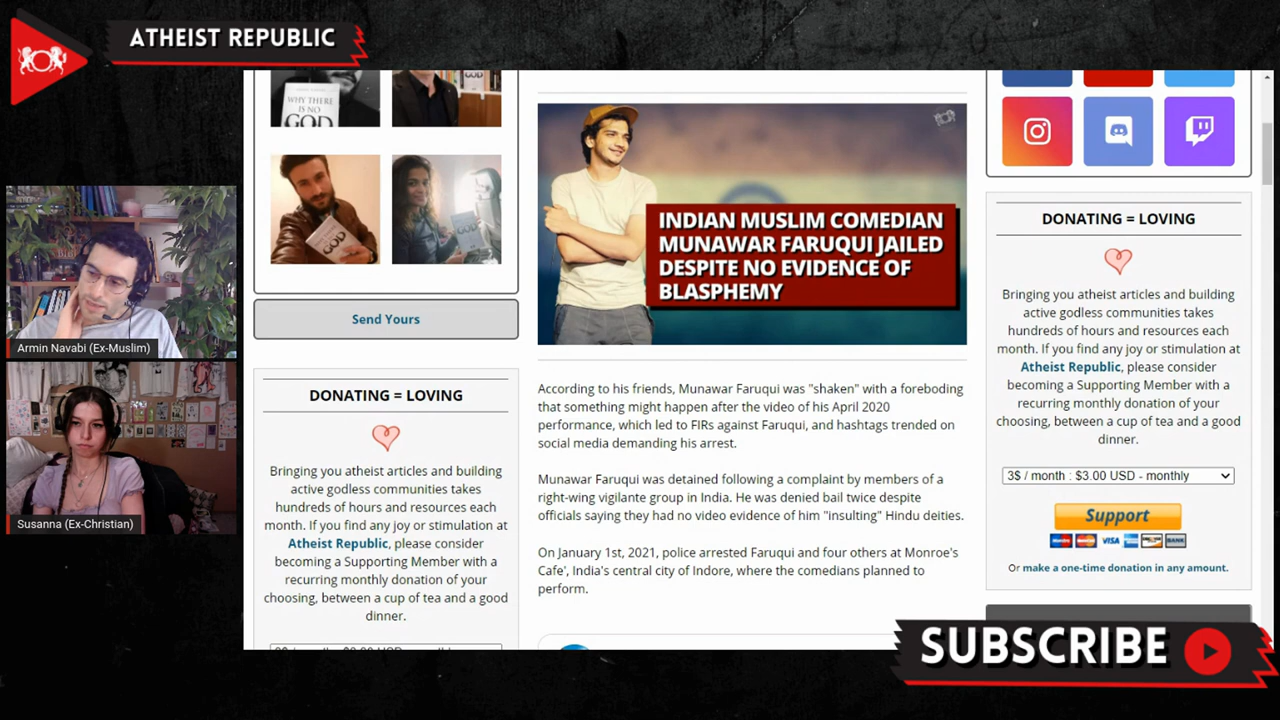 ATHEIST REPUBLIC
WHY THERE
IS NO
GOD
GOD
GOD
Send Yours
DONATING = LOVING
Bringing you atheist articles and building
active godless communities takes
hundreds of hours and resources each
month. If you find any joy or stimulation at
Atheist Republic, please consider
becoming a Supporting Member with a
recurring monthly donation of your
choosing, between a cup of tea and a good
dinner.
INDIAN MUSLIM COMEDIAN
MUNAWAR FARUQUI JAILED
DESPITE NO EVIDENCE OF
BLASPHEMY
According to his friends, Munawar Faruqui was "shaken" with a foreboding
that something might happen after the video of his April 2020
performance, which led to FIRs against Faruqui, and hashtags trended on
social media demanding his arrest.
Munawar Faruqui was detained following a complaint by members of a
right-wing vigilante group in India. He was denied bail twice despite
officials saying they had no video evidence of him "insulting" Hindu deities.
On January 1st, 2021, police arrested Faruqui and four others at Monroe's
Cafe', India's central city of Indore, where the comedians planned to
perform.
DONATING = LOVING
Bringing you atheist articles and building
active godless communities takes
hundreds of hours and resources each
month. If you find any joy or stimulation at
Atheist Republic, please consider
becoming a Supporting Member with a
recurring monthly donation of your
choosing, between a cup of tea and a good
dinner.
3$ / month : $3.00 USD - monthly
Support
VISA
BANK
Or make a one-time donation in any amount.
Armin Navabi (Ex-Muslim)
Susanna (Ex-Christian)
SUBSCRIBE